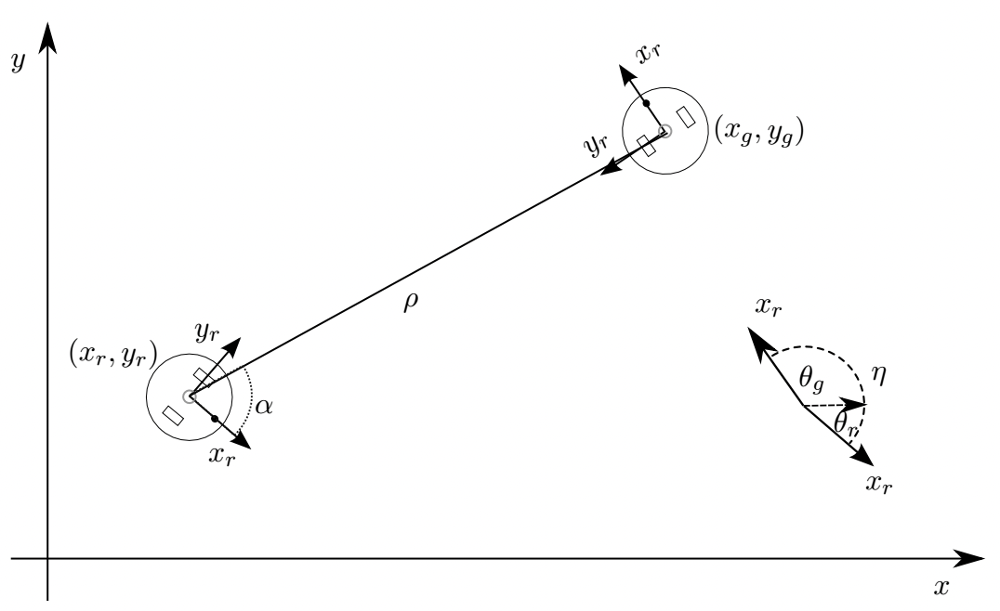 y
x_r
(x_g, y_g)
y_r
ρ
x_r
(x_r, y_r)
y_r
α
x_r
θ_g
η
θ_r
x_r
x